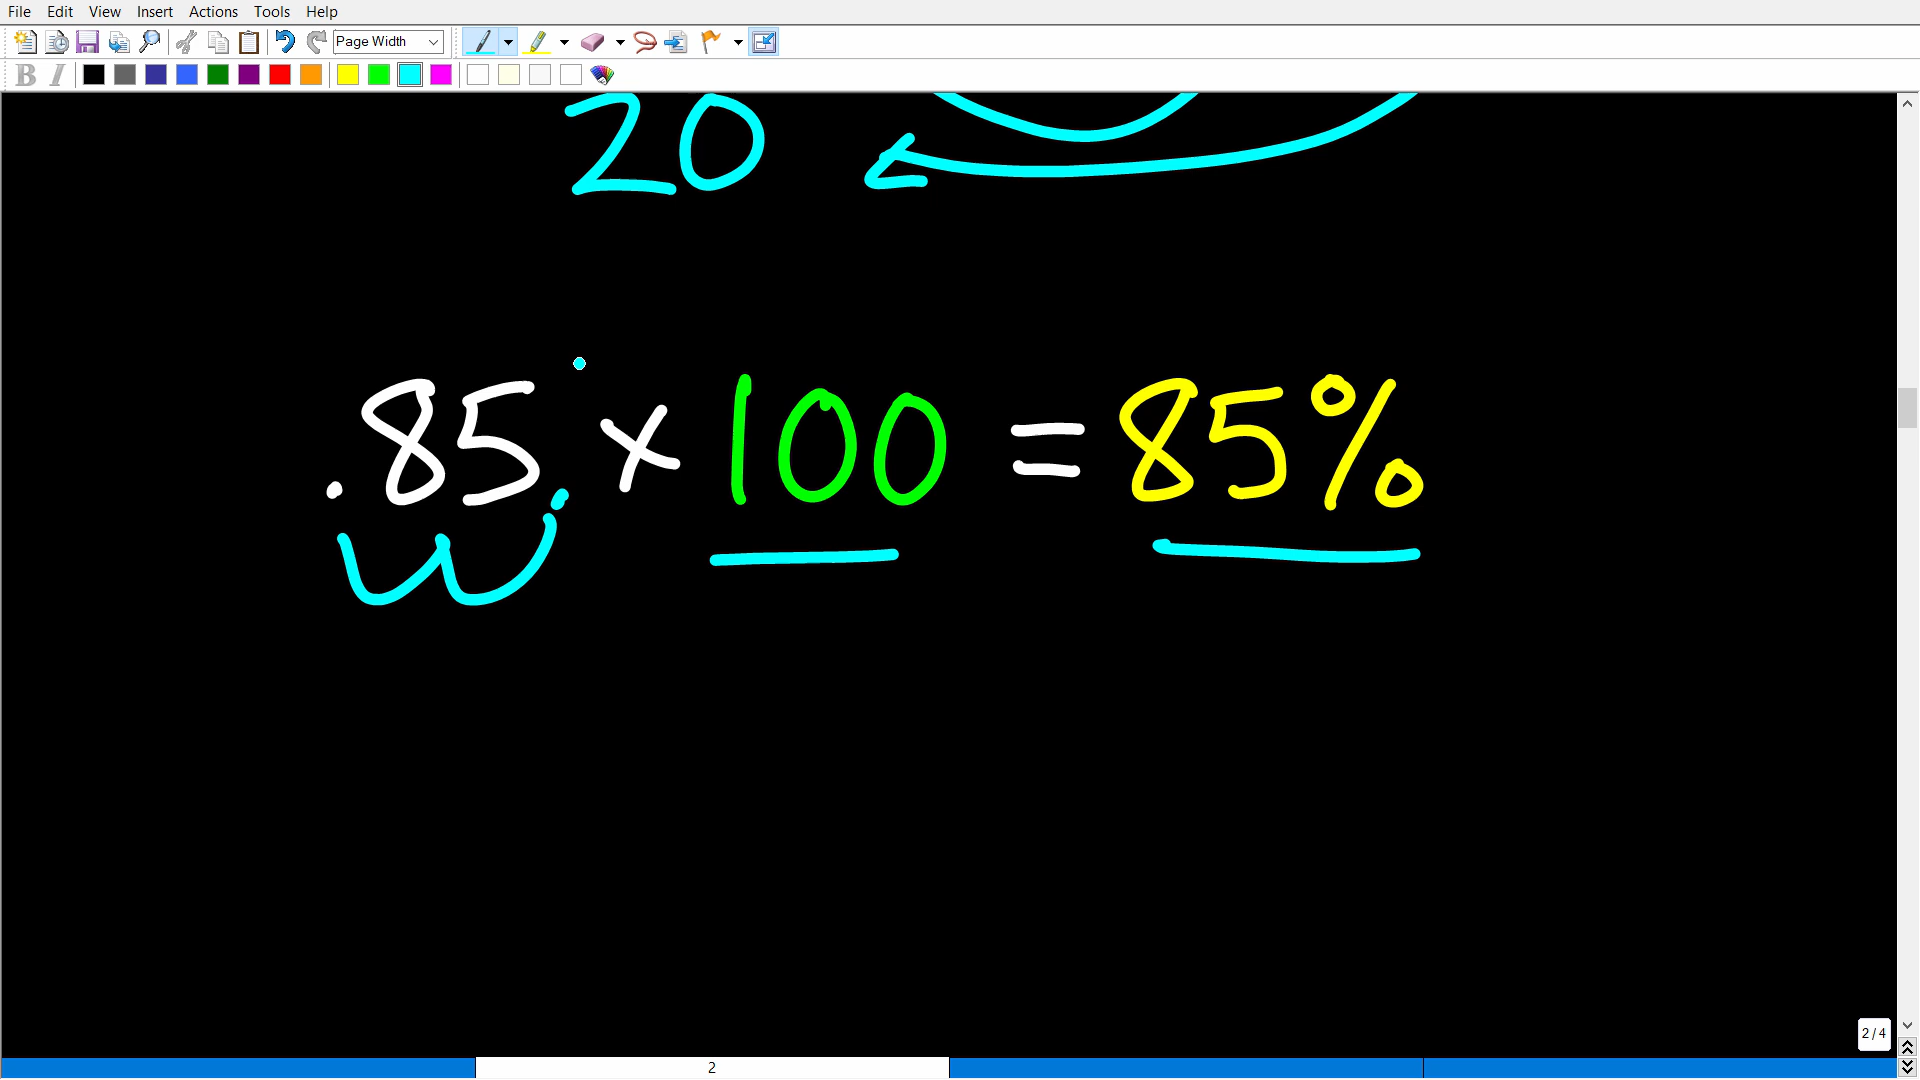 File Edit View Insert Actions Tools Help
Page Width
B I
20
.85. x 100 = 85%
2 / 4
2